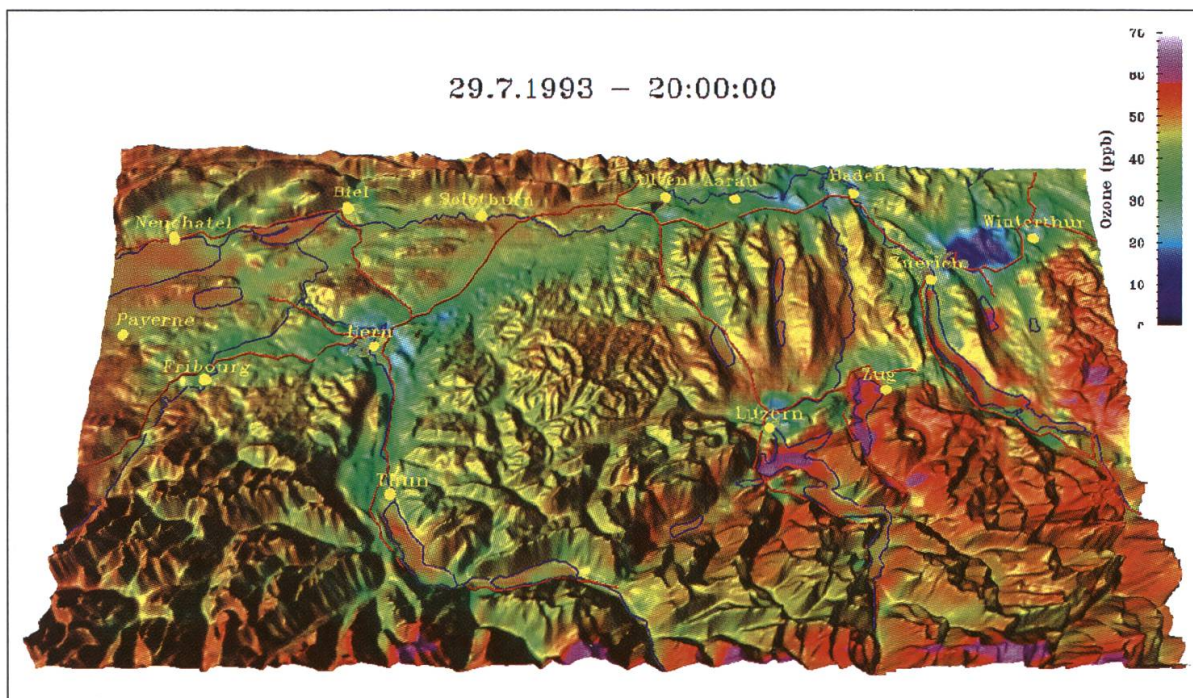 29.7.1993 – 20:00:00
70
60
50
40
30
20
10
Ozone (ppb)
Biel
Solothurn
Aarau
Baden
Neuchatel
Winterthur
Zuerich
Payerne
Bern
Fribourg
Zug
Luzern
Thun